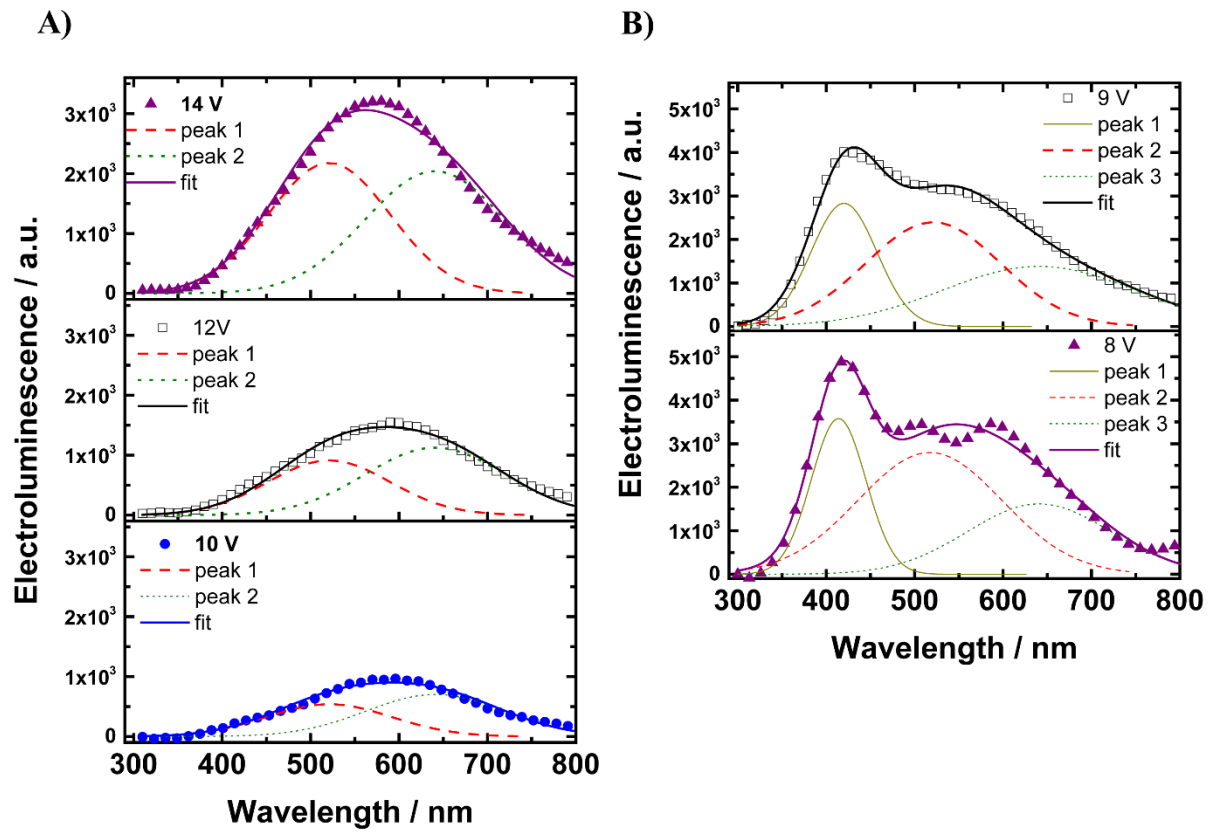 A)
14 V
peak 1
peak 2
fit
3x10³
2x10³
1x10³
0
12V
peak 1
peak 2
fit
3x10³
2x10³
1x10³
0
10 V
peak 1
peak 2
fit
3x10³
2x10³
1x10³
0
Electroluminescence / a.u.
300 400 500 600 700 800
Wavelength / nm
B)
9 V
peak 1
peak 2
peak 3
fit
5x10³
4x10³
3x10³
2x10³
1x10³
0
8 V
peak 1
peak 2
peak 3
fit
5x10³
4x10³
3x10³
2x10³
1x10³
0
Electroluminescence / a.u.
300 400 500 600 700 800
Wavelength / nm